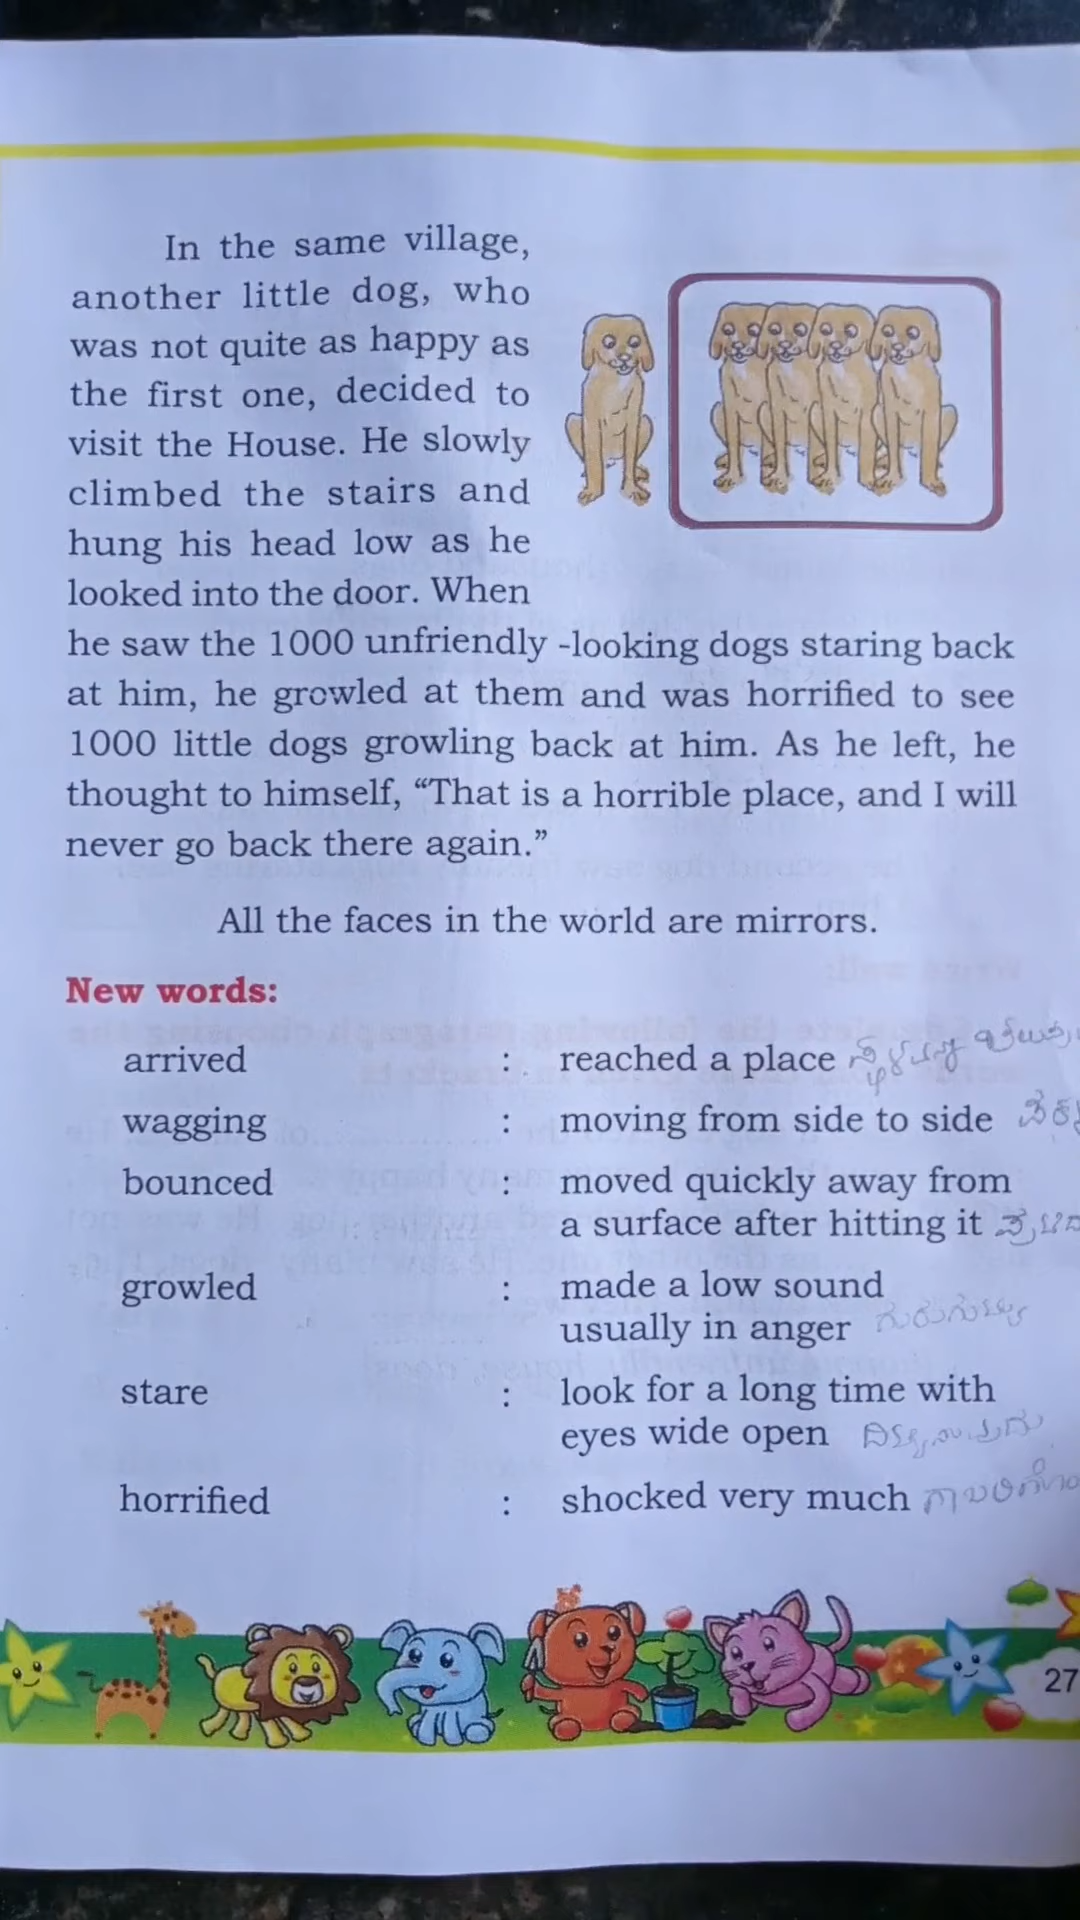 In the same village,
another little dog, who
was not quite as happy as
the first one, decided to
visit the House. He slowly
climbed the stairs and
hung his head low as he
looked into the door. When
he saw the 1000 unfriendly -looking dogs staring back
at him, he growled at them and was horrified to see
1000 little dogs growling back at him. As he left, he
thought to himself, “That is a horrible place, and I will
never go back there again.”
All the faces in the world are mirrors.
New words:
arrived : reached a place
wagging : moving from side to side
bounced : moved quickly away from
a surface after hitting it
growled : made a low sound
usually in anger
stare : look for a long time with
eyes wide open
horrified : shocked very much
27